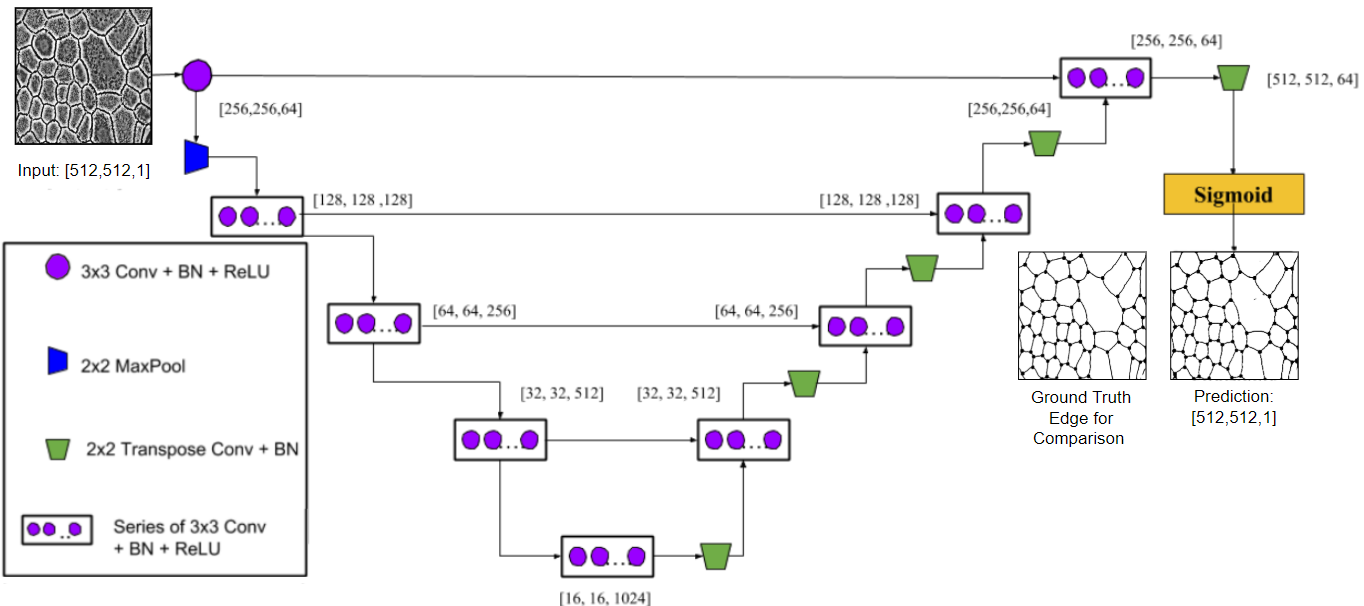 [256, 256, 64]
[512, 512, 64]
[256,256,64]
[256,256,64]
Input: [512,512,1]
Sigmoid
[128, 128 ,128]
[128, 128 ,128]
3x3 Conv + BN + ReLU
[64, 64, 256]
[64, 64, 256]
2x2 MaxPool
[32, 32, 512]
[32, 32, 512]
Ground Truth
Edge for
Comparison
Prediction:
[512,512,1]
2x2 Transpose Conv + BN
Series of 3x3 Conv
+ BN + ReLU
[16, 16, 1024]